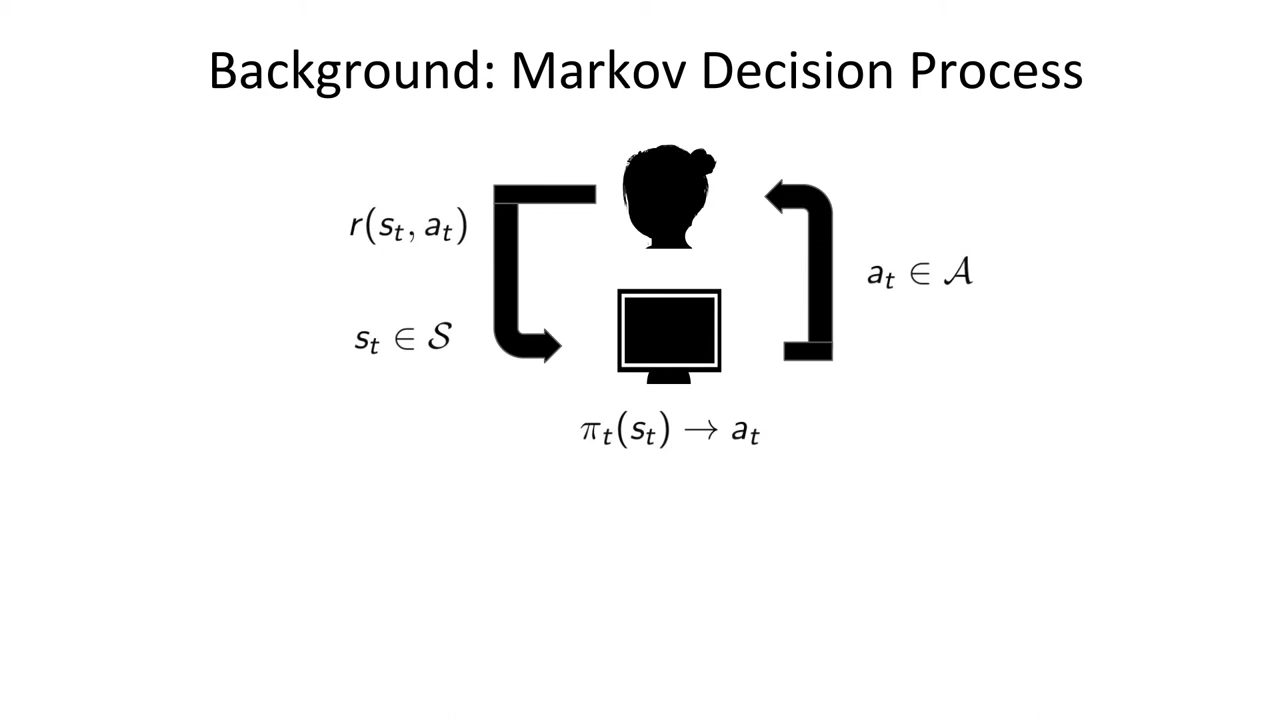 Background: Markov Decision Process
r(s_t, a_t)
a_t ∈ 𝒜
s_t ∈ 𝒮
π_t(s_t) → a_t